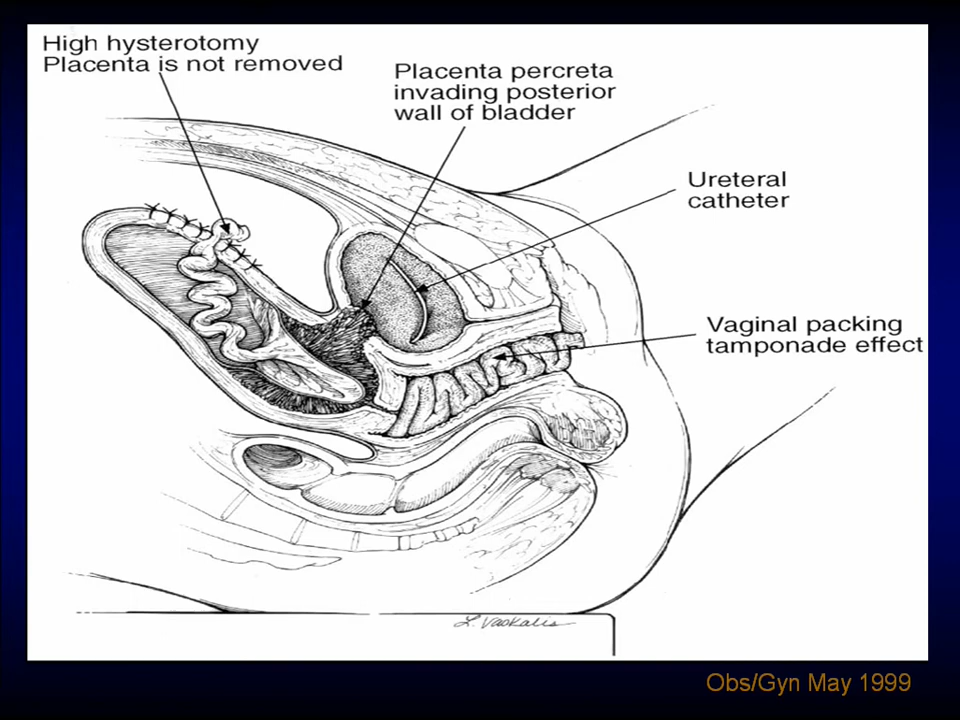 High hysterotomy
Placenta is not removed
Placenta percreta
invading posterior
wall of bladder
Ureteral
catheter
Vaginal packing
tamponade effect
L. Vaokalis
Obs/Gyn May 1999